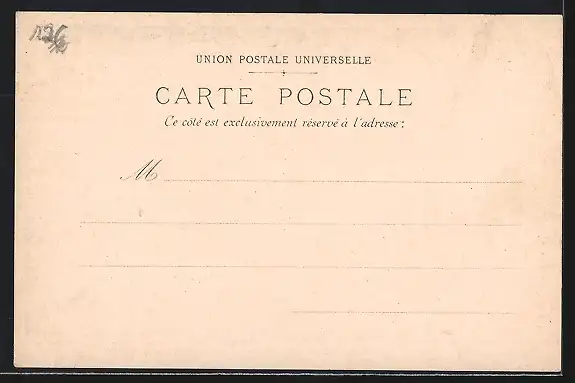 UNION POSTALE UNIVERSELLE
CARTE POSTALE
Ce côté est exclusivement réservé à l'adresse:
M